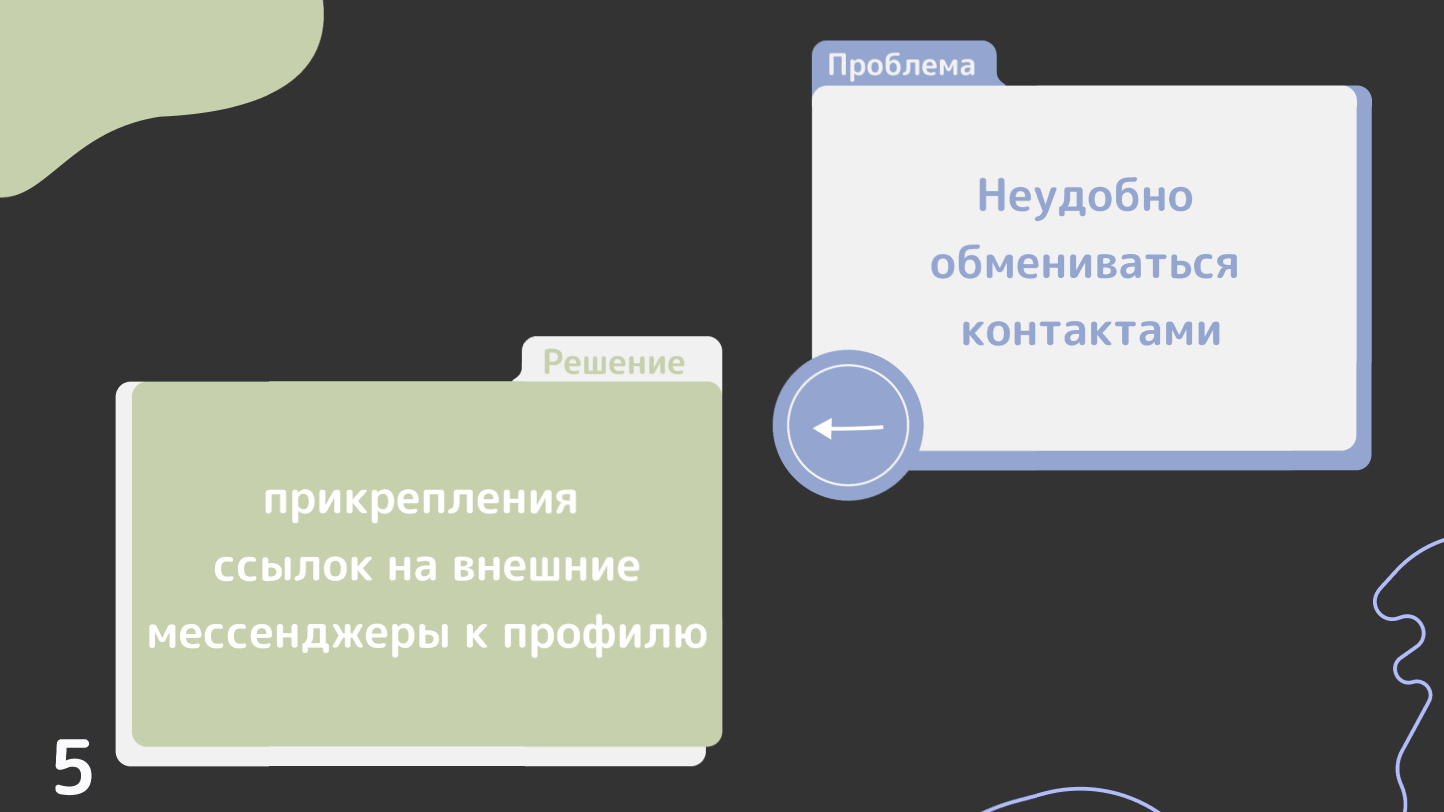 Проблема
Неудобно
обмениваться
контактами
Решение
прикрепления
ссылок на внешние
мессенджеры к профилю
5